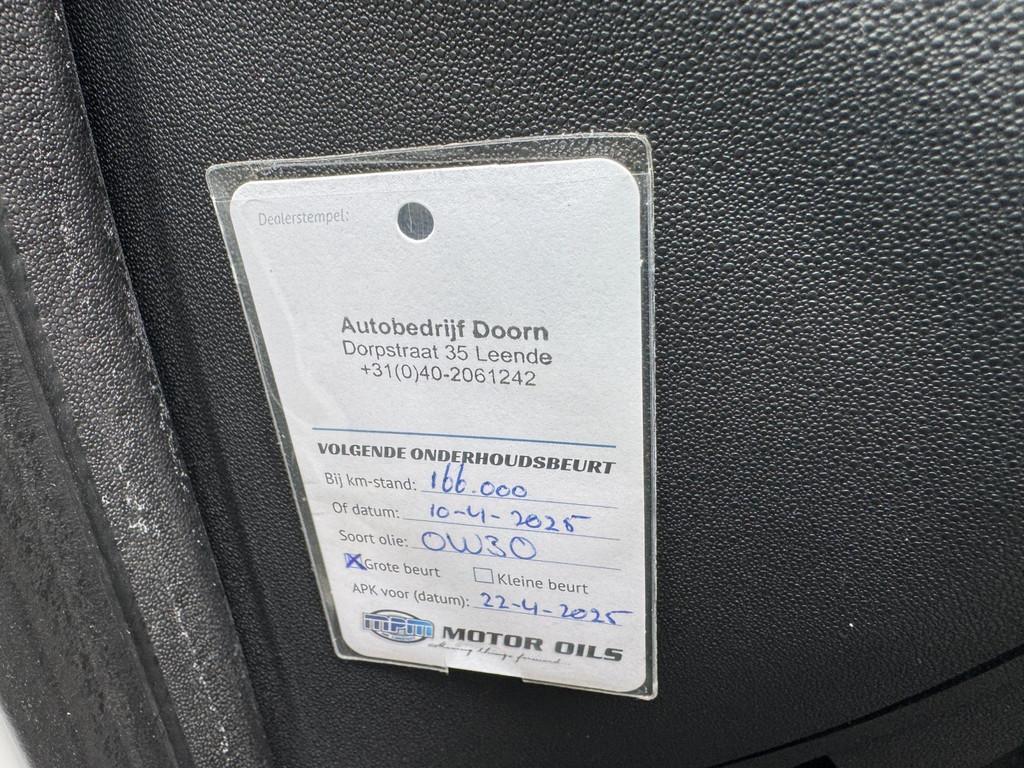 Dealerstempel:
Autobedrijf Doorn
Dorpstraat 35 Leende
+31(0)40-2061242
VOLGENDE ONDERHOUDSBEURT
Bij km-stand: 166.000
Of datum: 10-4-2025
Soort olie: 0W30
Grote beurt Kleine beurt
APK voor (datum): 22-4-2025
MPM MOTOR OILS